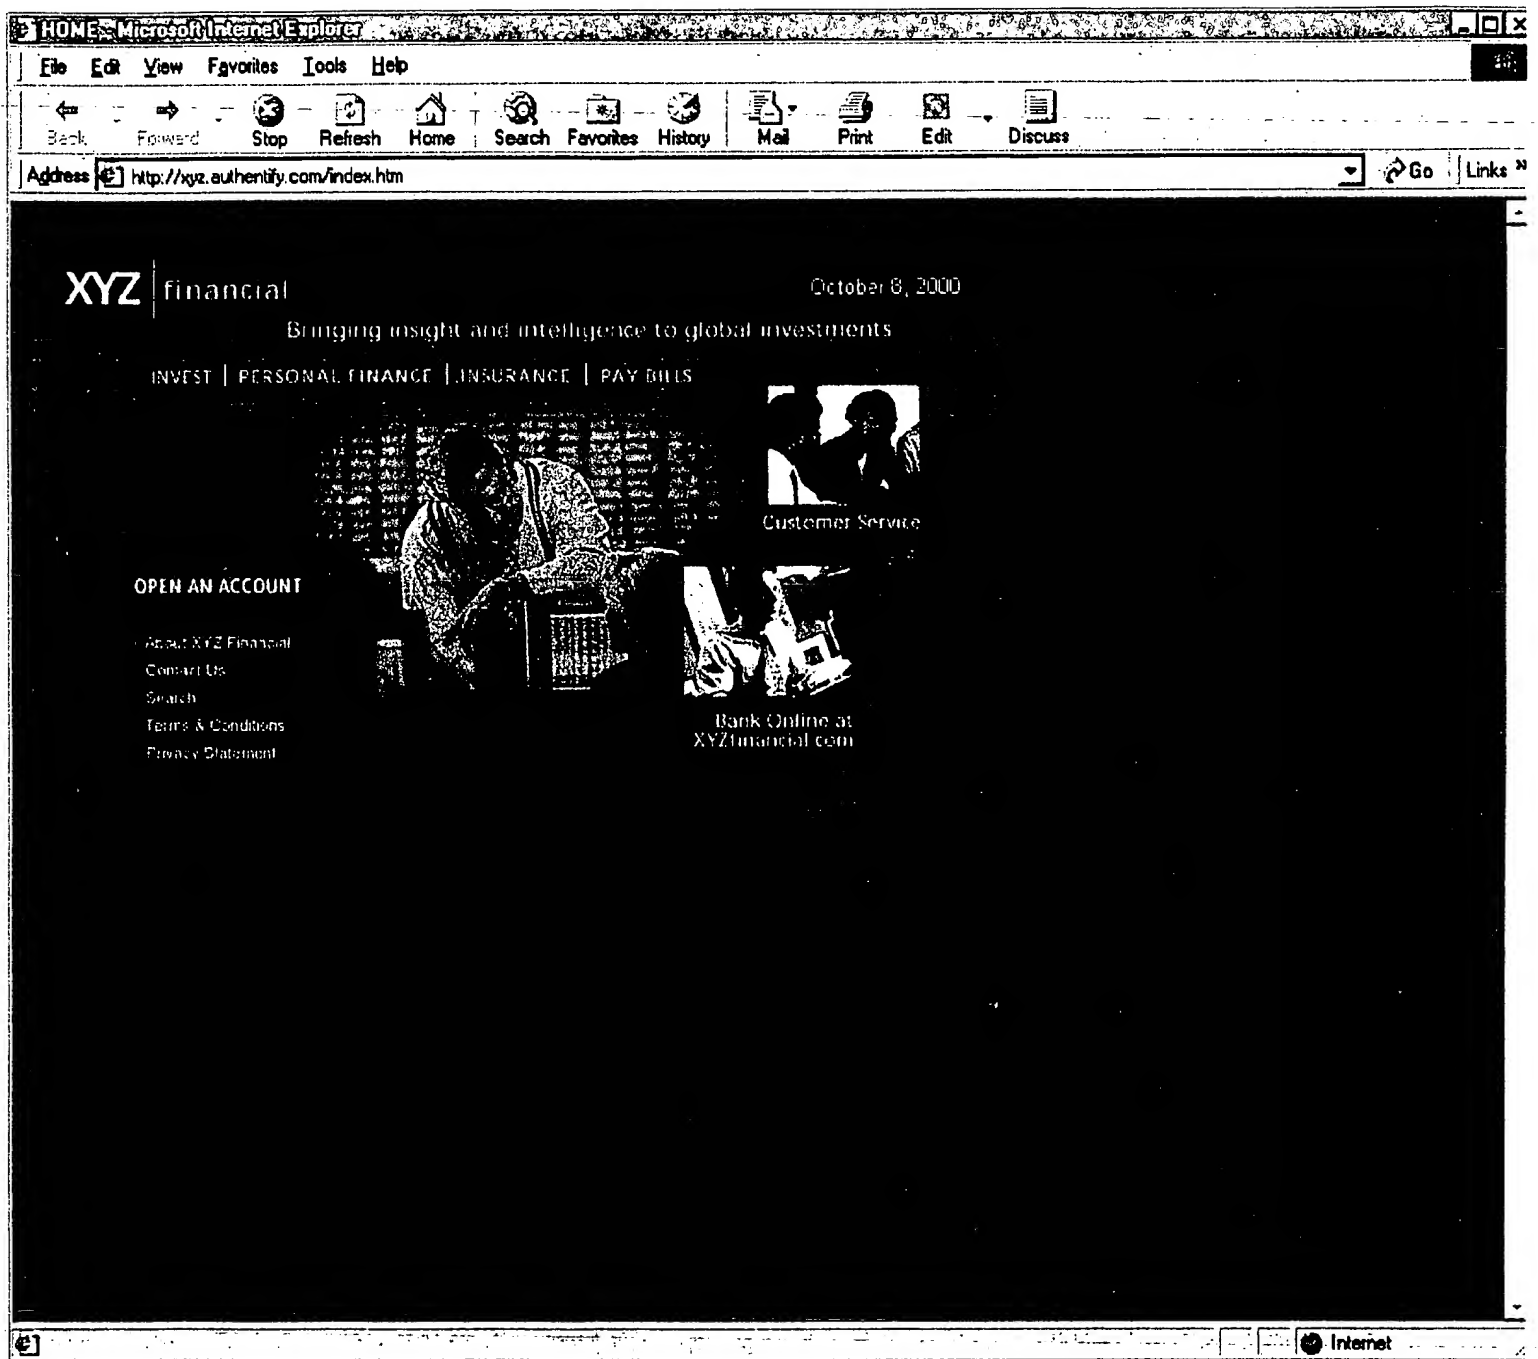 HOME - Microsoft Internet Explorer
File Edit View Favorites Tools Help
Back Forward Stop Refresh Home Search Favorites History Mail Print Edit Discuss
Address http://xyz.authentify.com/index.htm Go Links »
XYZ financial October 8, 2000
Bringing insight and intelligence to global investments
INVEST | PERSONAL FINANCE | INSURANCE | PAY BILLS
Customer Service
OPEN AN ACCOUNT
About XYZ Financial
Contact Us
Search
Terms & Conditions
Privacy Statement
Bank Online at
XYZfinancial.com
Internet